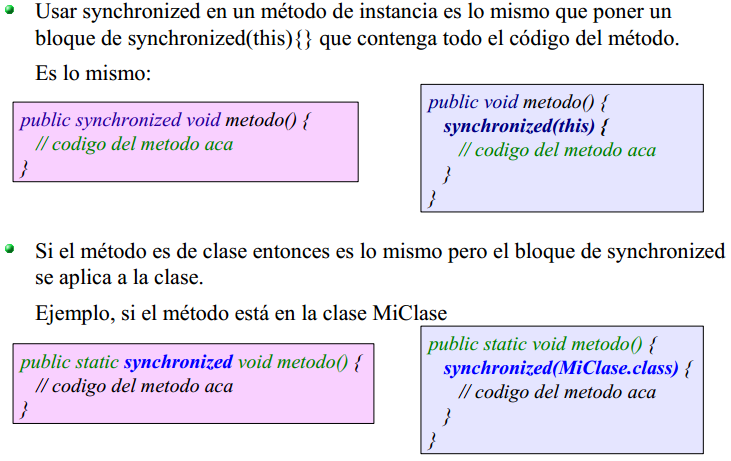 Usar synchronized en un método de instancia es lo mismo que poner un
bloque de synchronized(this){} que contenga todo el código del método.
Es lo mismo:
public synchronized void metodo() {
// codigo del metodo aca
}
public void metodo() {
synchronized(this) {
// codigo del metodo aca
}
}
Si el método es de clase entonces es lo mismo pero el bloque de synchronized
se aplica a la clase.
Ejemplo, si el método está en la clase MiClase
public static synchronized void metodo() {
// codigo del metodo aca
}
public static void metodo() {
synchronized(MiClase.class) {
// codigo del metodo aca
}
}